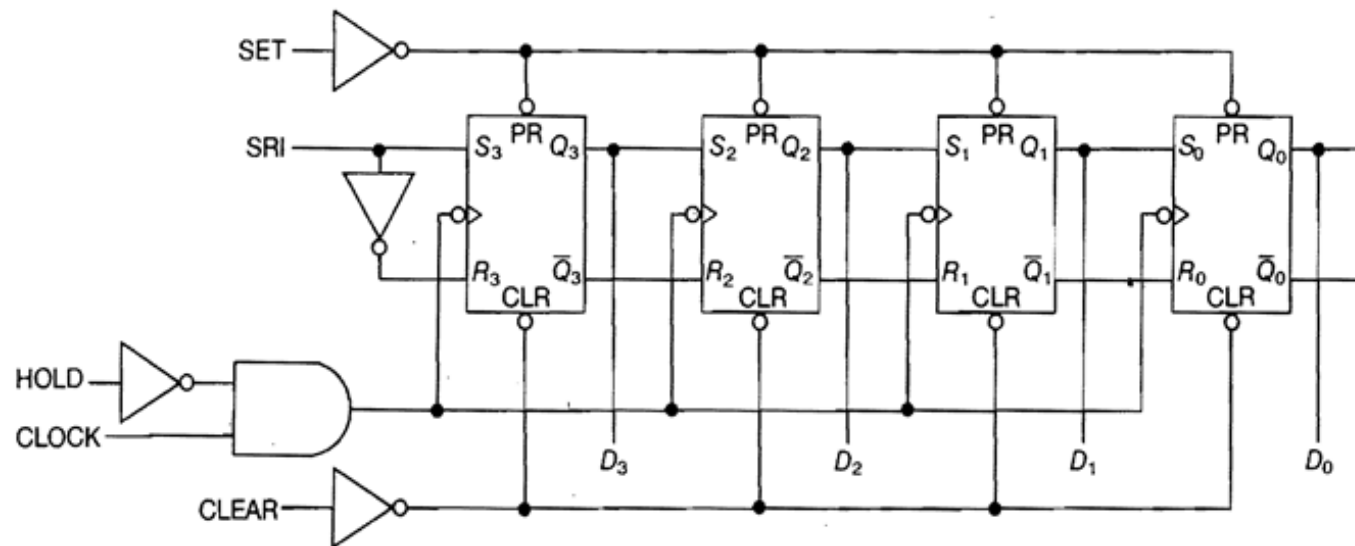 SET
PR PR PR PR
SRI S₃ Q₃ S₂ Q₂ S₁ Q₁ S₀ Q₀
R₃ Q̅₃ R₂ Q̅₂ R₁ Q̅₁ R₀ Q̅₀
CLR CLR CLR CLR
HOLD
CLOCK
D₃ D₂ D₁ D₀
CLEAR